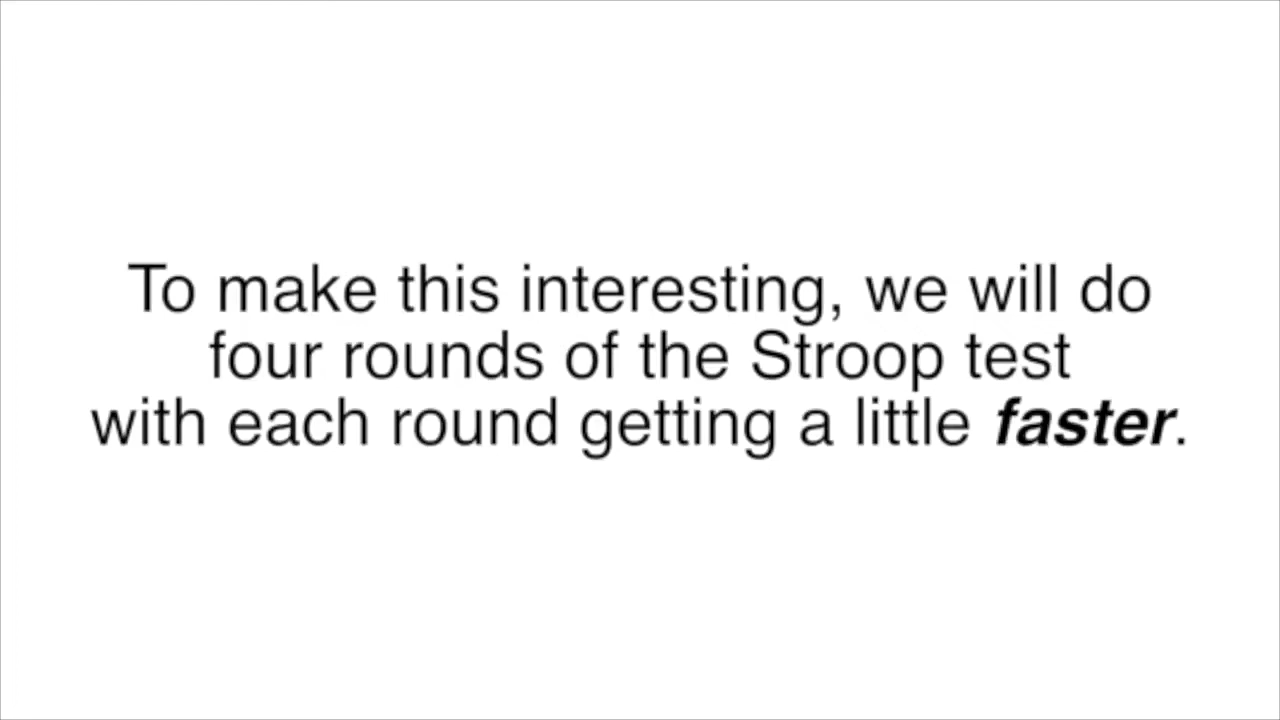 To make this interesting, we will do
four rounds of the Stroop test
with each round getting a little faster.